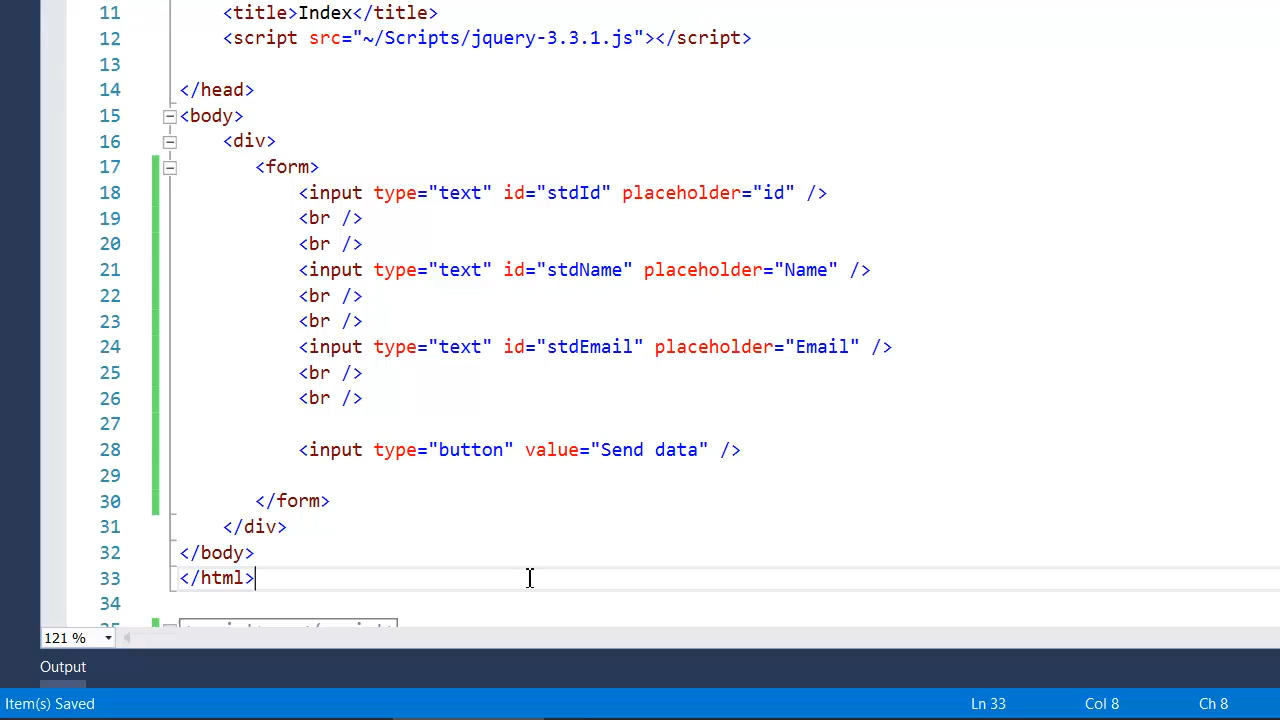 11 <title>Index</title>
12 <script src="~/Scripts/jquery-3.3.1.js"></script>
13
14 </head>
15 <body>
16 <div>
17 <form>
18 <input type="text" id="stdId" placeholder="id" />
19 <br />
20 <br />
21 <input type="text" id="stdName" placeholder="Name" />
22 <br />
23 <br />
24 <input type="text" id="stdEmail" placeholder="Email" />
25 <br />
26 <br />
27
28 <input type="button" value="Send data" />
29
30 </form>
31 </div>
32 </body>
33 </html>
34
121 %
Output
Item(s) Saved Ln 33 Col 8 Ch 8